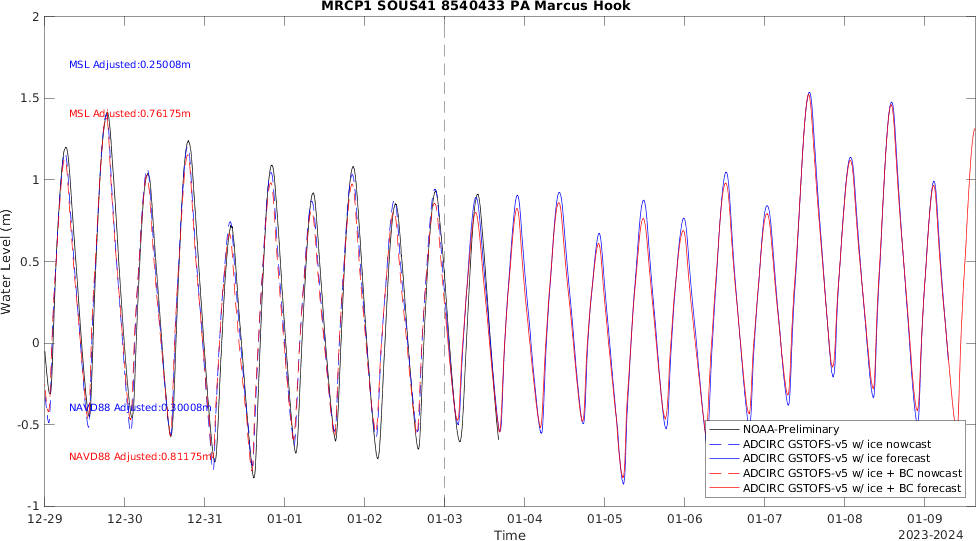 MRCP1 SOUS41 8540433 PA Marcus Hook
2
1.5
1
0.5
0
-0.5
-1
Water Level (m)
MSL Adjusted:0.25008m
MSL Adjusted:0.76175m
NAVD88 Adjusted:0.30008m
NAVD88 Adjusted:0.81175m
NOAA-Preliminary
ADCIRC GSTOFS-v5 w/ ice nowcast
ADCIRC GSTOFS-v5 w/ ice forecast
ADCIRC GSTOFS-v5 w/ ice + BC nowcast
ADCIRC GSTOFS-v5 w/ ice + BC forecast
12-29 12-30 12-31 01-01 01-02 01-03 01-04 01-05 01-06 01-07 01-08 01-09
Time
2023-2024